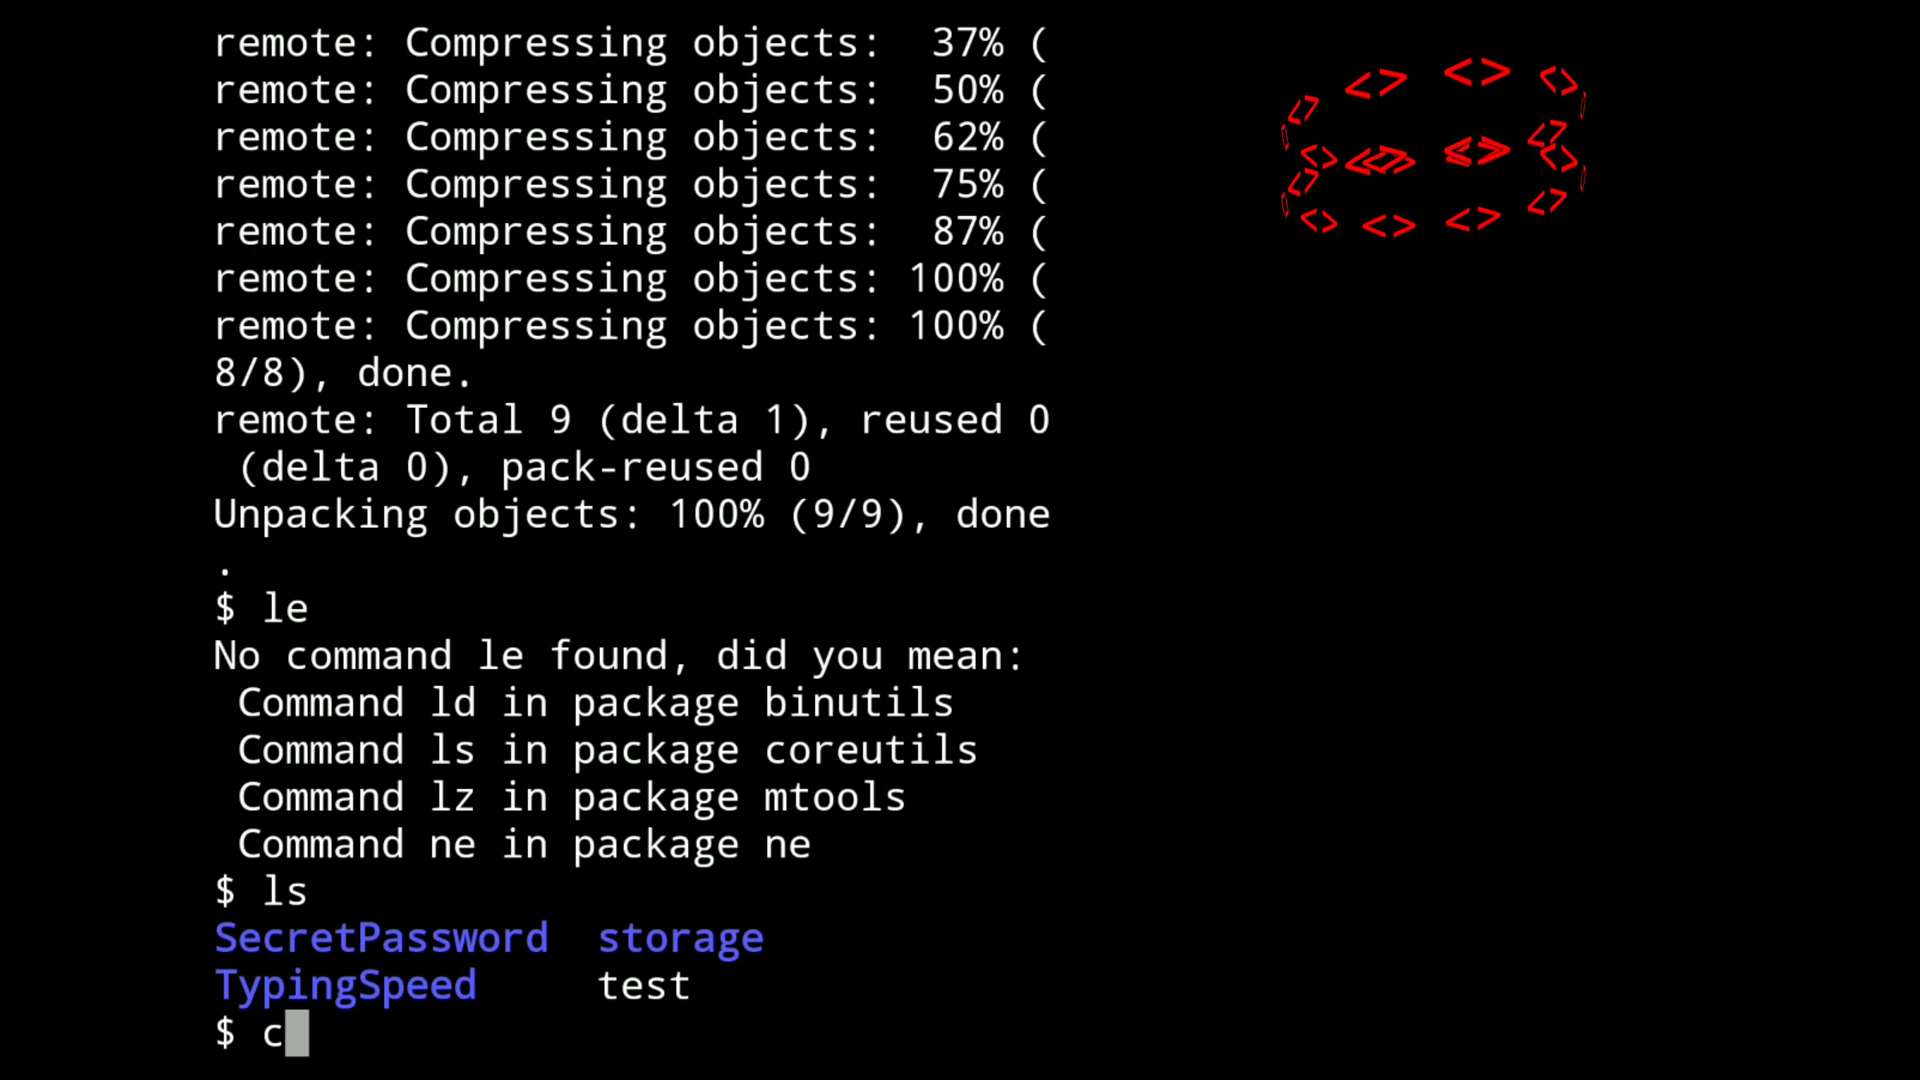 remote: Compressing objects:  37% (
remote: Compressing objects:  50% (
remote: Compressing objects:  62% (
remote: Compressing objects:  75% (
remote: Compressing objects:  87% (
remote: Compressing objects: 100% (
remote: Compressing objects: 100% (
8/8), done.
remote: Total 9 (delta 1), reused 0
 (delta 0), pack-reused 0
Unpacking objects: 100% (9/9), done
.
$ le
No command le found, did you mean:
 Command ld in package binutils
 Command ls in package coreutils
 Command lz in package mtools
 Command ne in package ne
$ ls
SecretPassword  storage
TypingSpeed     test
$ c